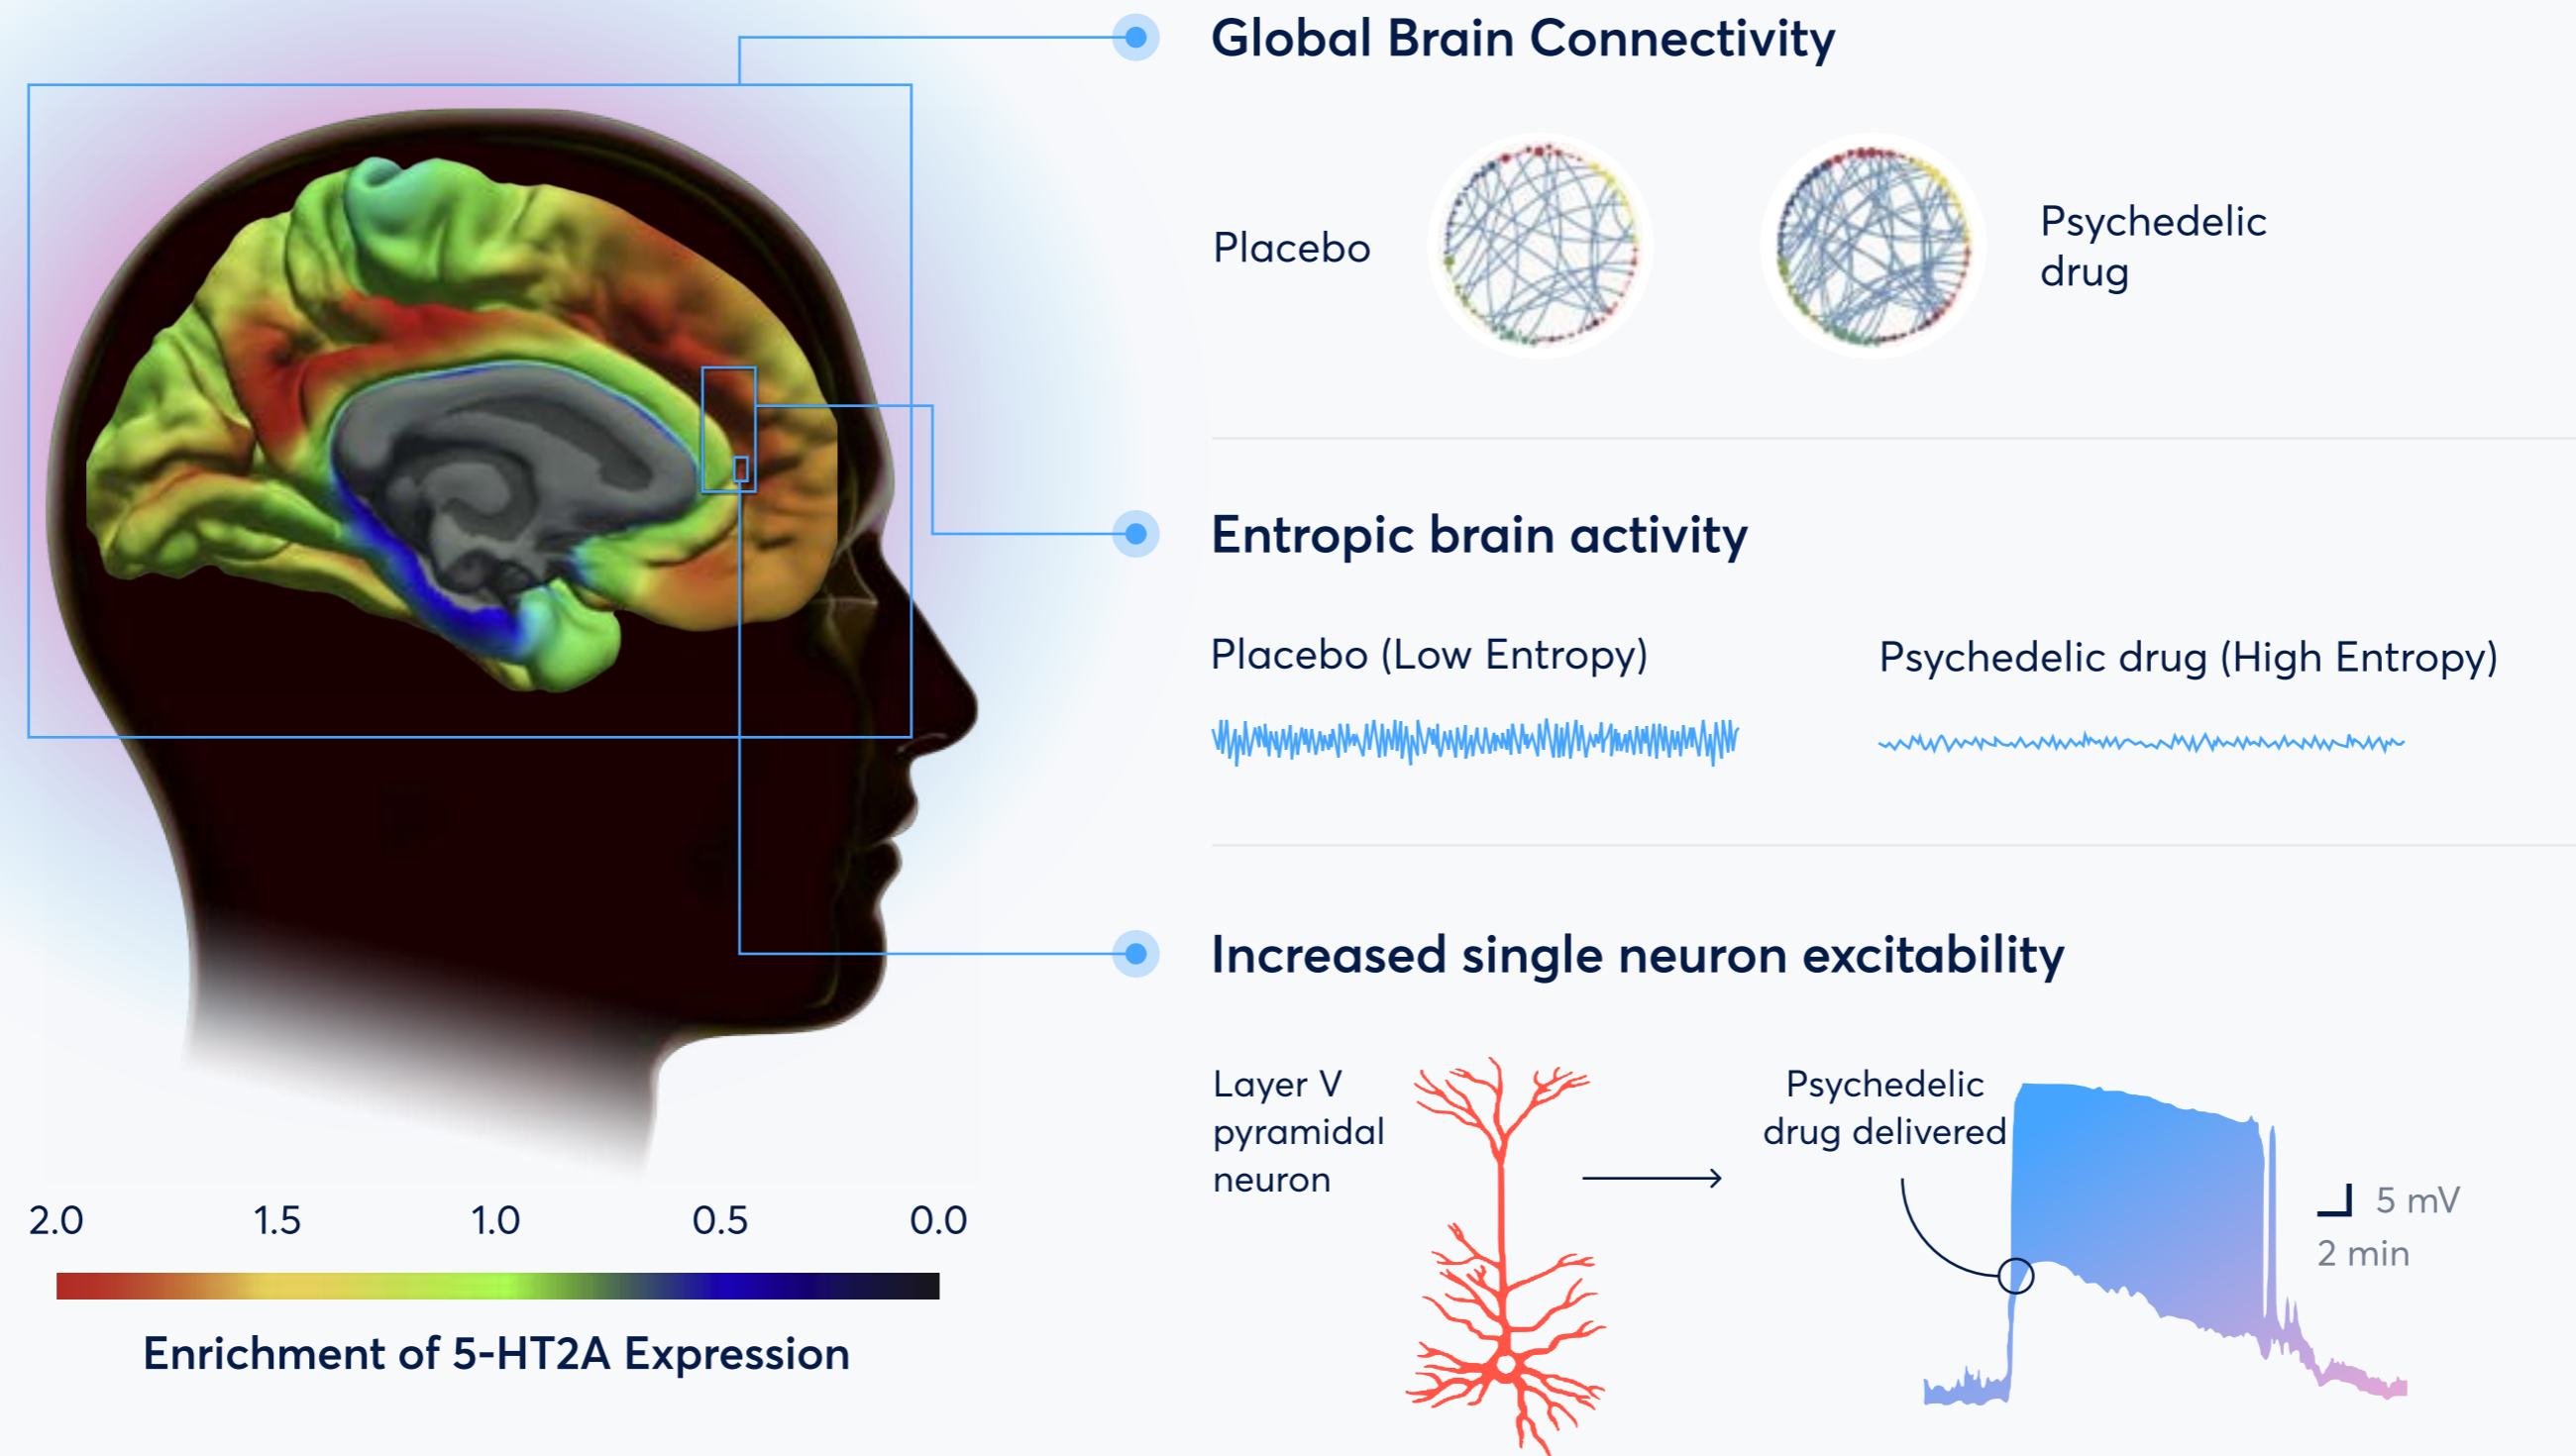 Global Brain Connectivity
Placebo
Psychedelic
drug
Entropic brain activity
Placebo (Low Entropy)
Psychedelic drug (High Entropy)
Increased single neuron excitability
Layer V
pyramidal
neuron
Psychedelic
drug delivered
5 mV
2 min
2.0 1.5 1.0 0.5 0.0
Enrichment of 5-HT2A Expression